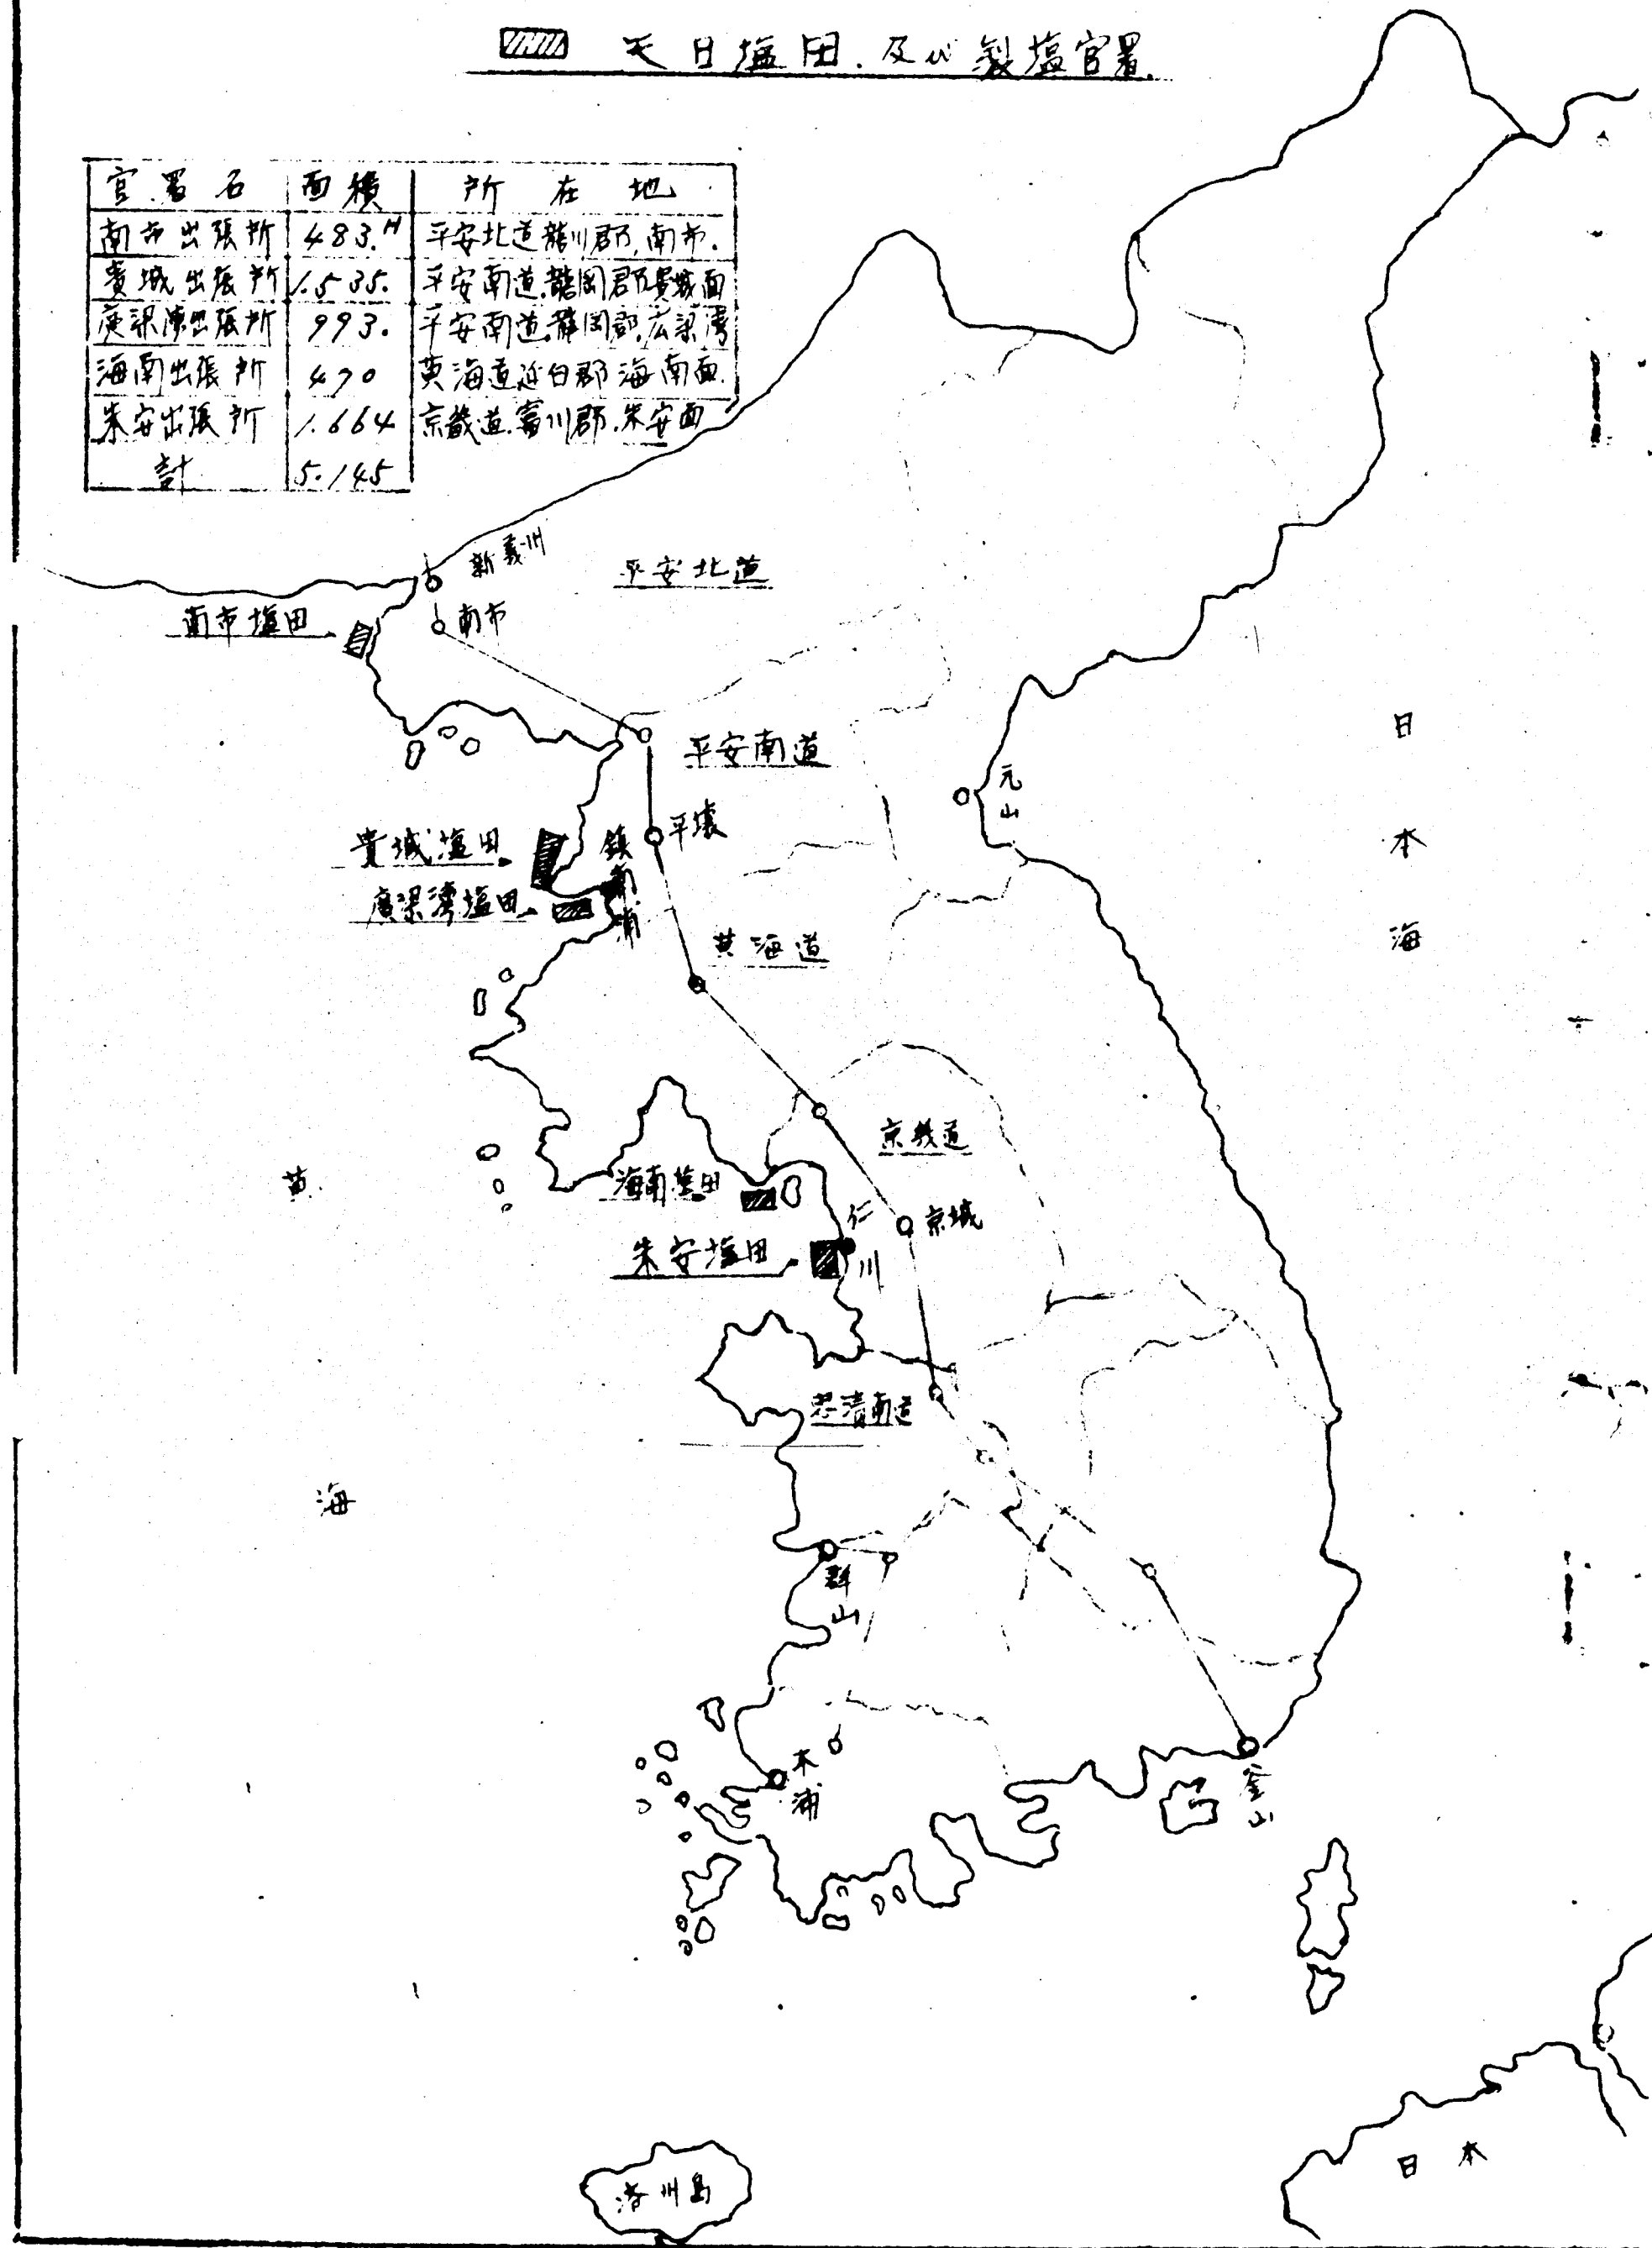 天日塩田.及び製塩官署.
官署名 面積 所在地
南市出張所 483.H 平安北道龍川郡,南市.
貴城出張所 1.535. 平安南道.龍岡郡貴城面
廣梁湾出張所 993. 平安南道.龍岡郡.広梁湾
海南出張所 470 黄海道延白郡海南面.
朱安出張所 1.664 京畿道.富川郡.朱安面
計 5.145
新義州
平安北道
南市塩田
南市
平安南道
日本海
元山
平壌
貴城塩田
鎮南浦
廣梁湾塩田
黄海道
京畿道
黄海
海南塩田
仁川
京城
朱安塩田
忠清南道
群山
木浦
釜山
日本
済州島